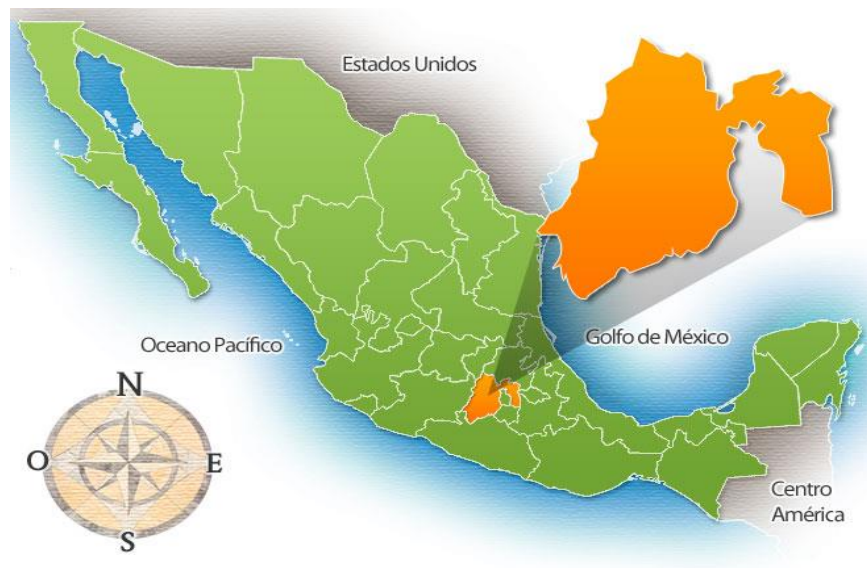 Estados Unidos
Golfo de México
Oceano Pacífico
N
O
E
S
Centro
América